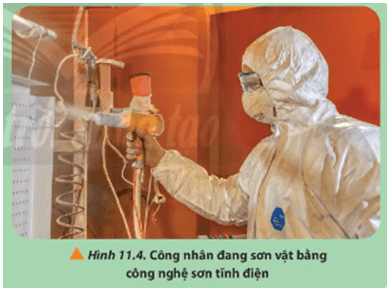 Hình 11.4. Công nhân đang sơn vật bằng
công nghệ sơn tĩnh điện